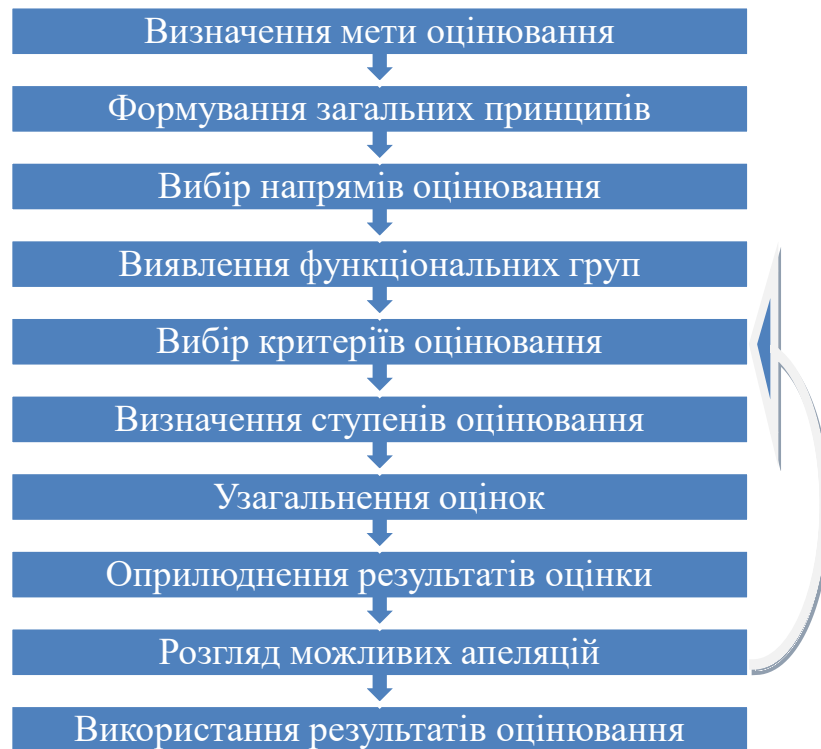 Визначення мети оцінювання
Формування загальних принципів
Вибір напрямів оцінювання
Виявлення функціональних груп
Вибір критеріїв оцінювання
Визначення ступенів оцінювання
Узагальнення оцінок
Оприлюднення результатів оцінки
Розгляд можливих апеляцій
Використання результатів оцінювання